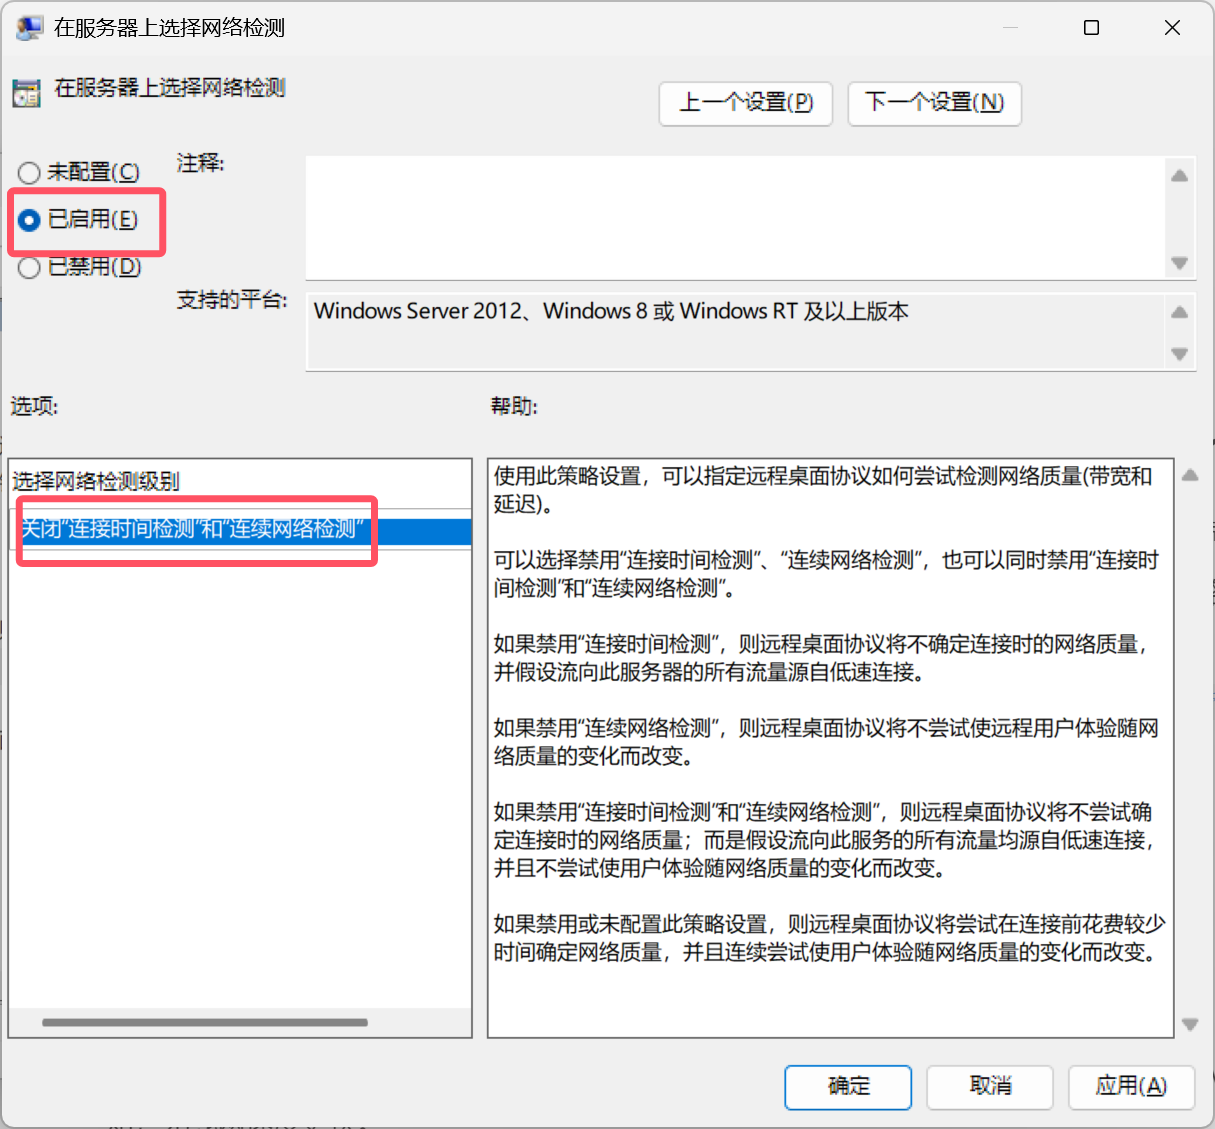 在服务器上选择网络检测
在服务器上选择网络检测
上一个设置(P)
下一个设置(N)
未配置(C)
注释:
已启用(E)
已禁用(D)
支持的平台:
Windows Server 2012、Windows 8 或 Windows RT 及以上版本
选项:
帮助:
选择网络检测级别
关闭“连接时间检测”和“连续网络检测”
使用此策略设置，可以指定远程桌面协议如何尝试检测网络质量(带宽和
延迟)。
可以选择禁用“连接时间检测”、“连续网络检测”，也可以同时禁用“连接时
间检测”和“连续网络检测”。
如果禁用“连接时间检测”，则远程桌面协议将不确定连接时的网络质量，
并假设流向此服务器的所有流量源自低速连接。
如果禁用“连续网络检测”，则远程桌面协议将不尝试使远程用户体验随网
络质量的变化而改变。
如果禁用“连接时间检测”和“连续网络检测”，则远程桌面协议将不尝试确
定连接时的网络质量；而是假设流向此服务的所有流量均源自低速连接，
并且不尝试使用户体验随网络质量的变化而改变。
如果禁用或未配置此策略设置，则远程桌面协议将尝试在连接前花费较少
时间确定网络质量，并且连续尝试使用户体验随网络质量的变化而改变。
确定
取消
应用(A)